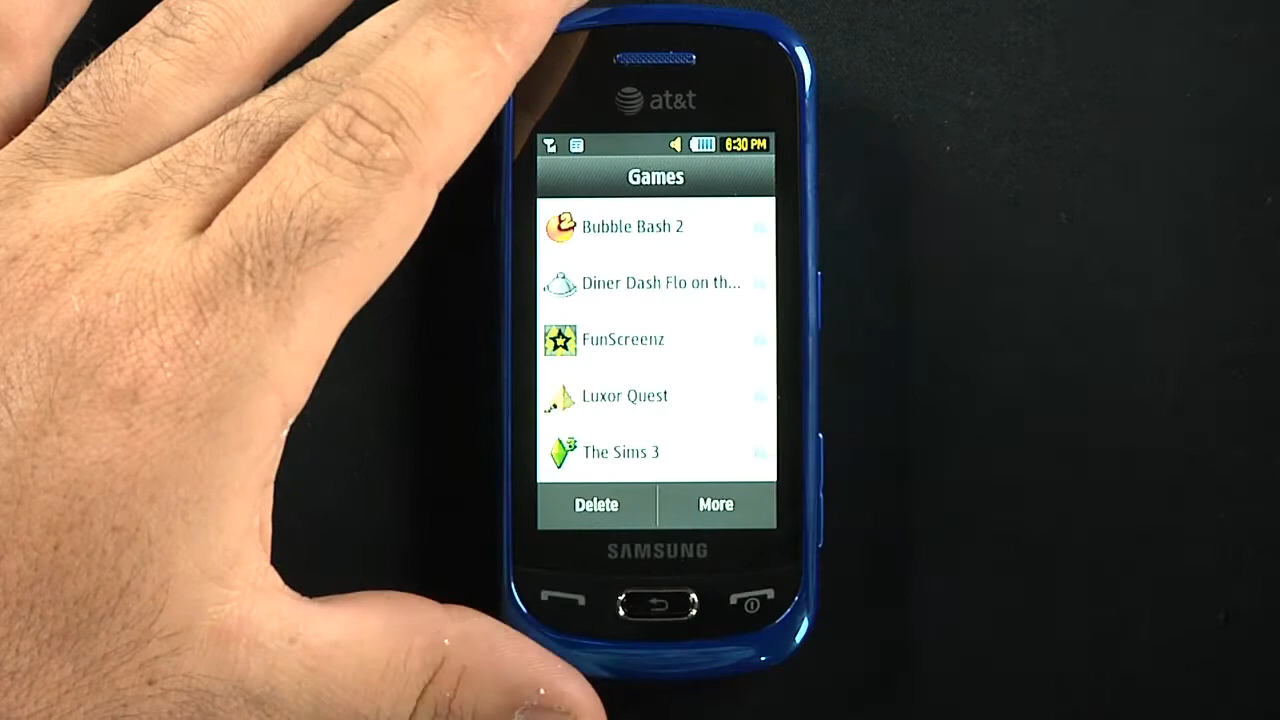 at&t
6:30 PM
Games
Bubble Bash 2
Diner Dash Flo on th...
FunScreenz
Luxor Quest
The Sims 3
Delete
More
SAMSUNG